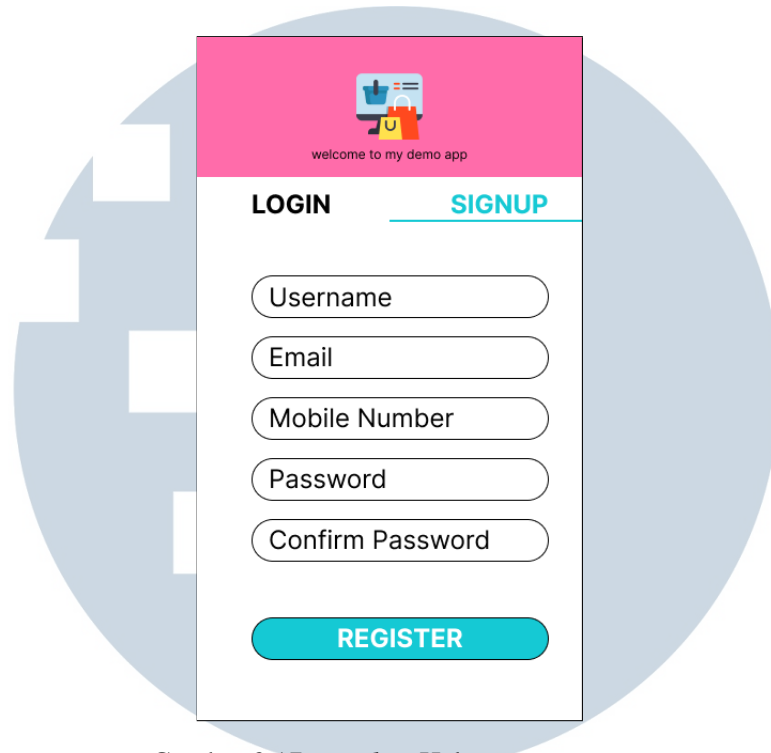 welcome to my demo app
LOGIN SIGNUP
Username
Email
Mobile Number
Password
Confirm Password
REGISTER